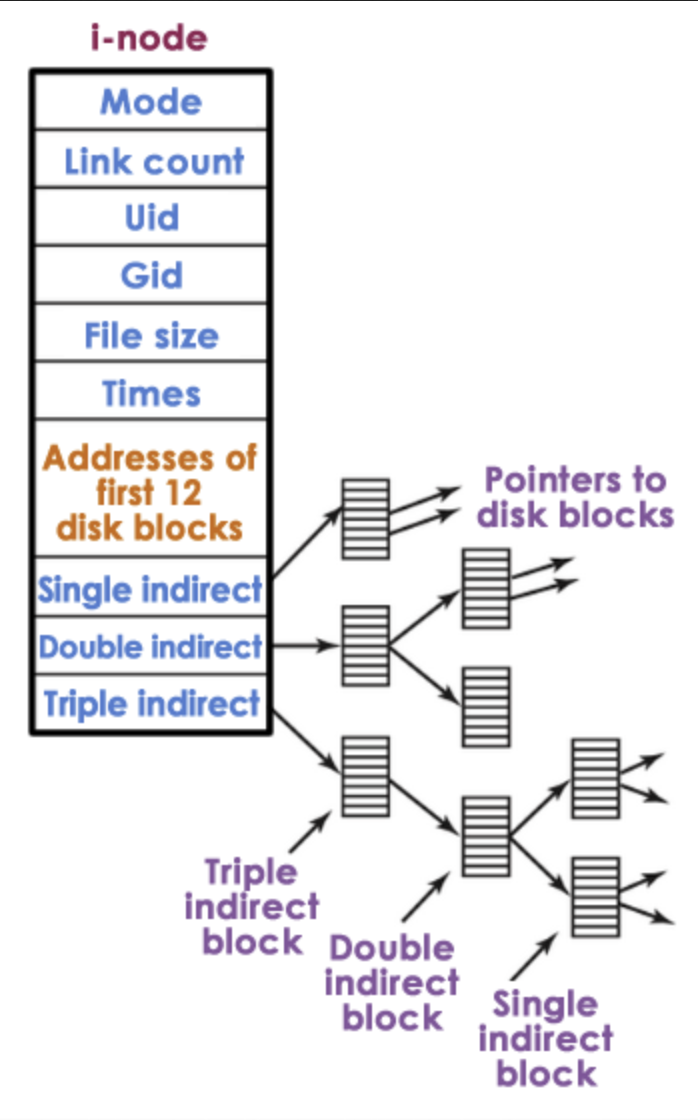 i-node
Mode
Link count
Uid
Gid
File size
Times
Addresses of
first 12
disk blocks
Single indirect
Double indirect
Triple indirect
Pointers to
disk blocks
Triple
indirect
block
Double
indirect
block
Single
indirect
block